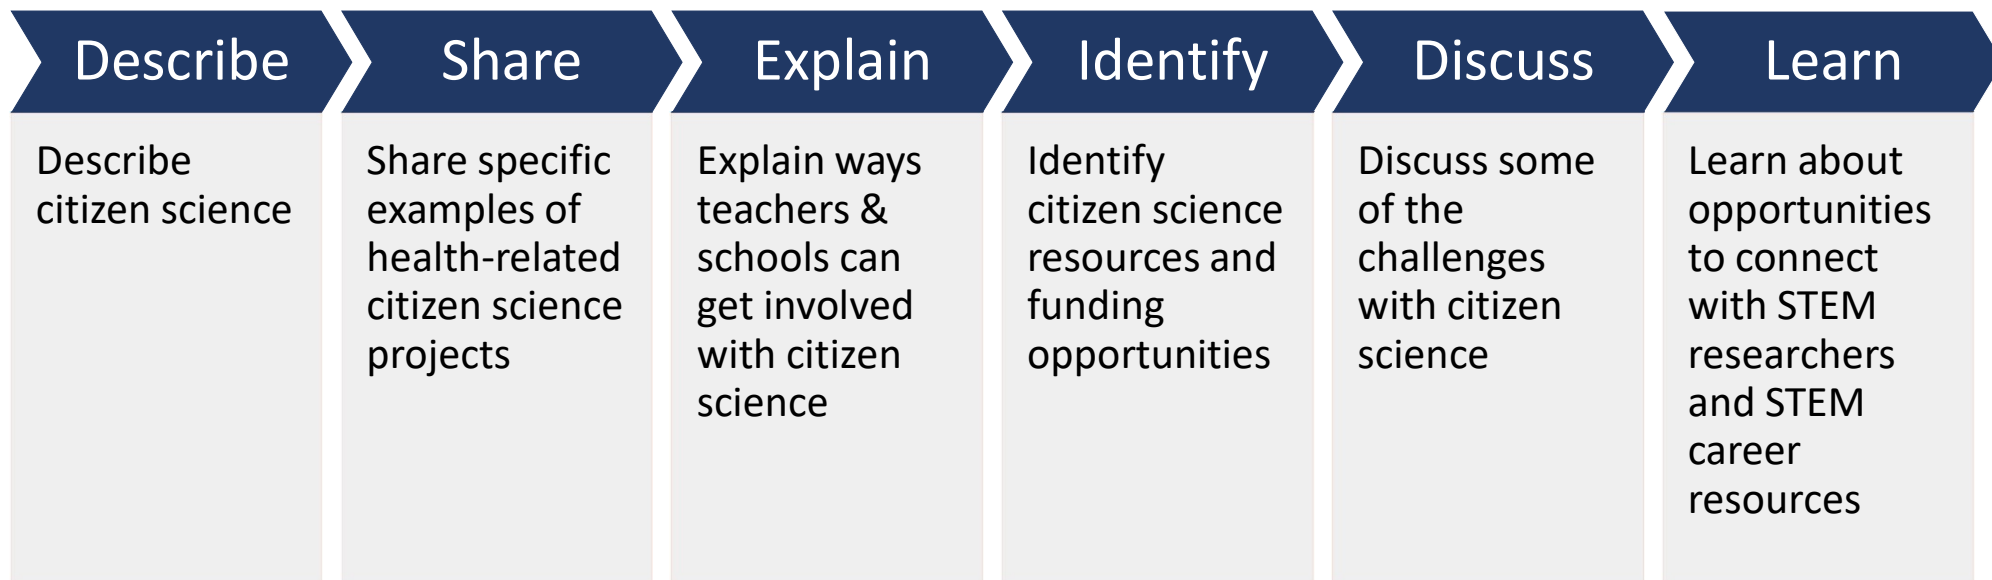 Describe
Share
Explain
Identify
Discuss
Learn
Describe
citizen science
Share specific
examples of
health-related
citizen science
projects
Explain ways
teachers &
schools can
get involved
with citizen
science
Identify
citizen science
resources and
funding
opportunities
Discuss some
of the
challenges
with citizen
science
Learn about
opportunities
to connect
with STEM
researchers
and STEM
career
resources